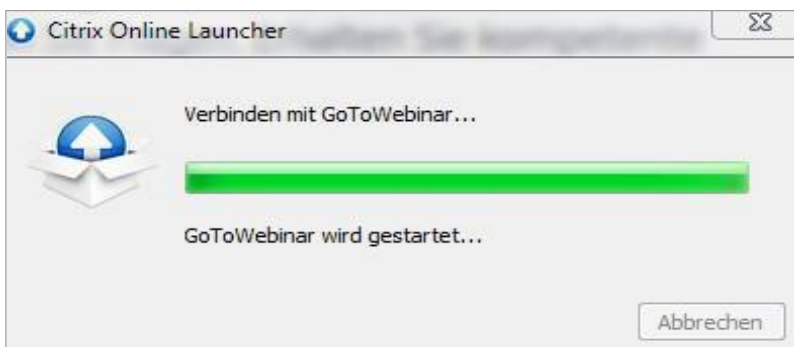 Citrix Online Launcher
Verbinden mit GoToWebinar...
GoToWebinar wird gestartet...
Abbrechen